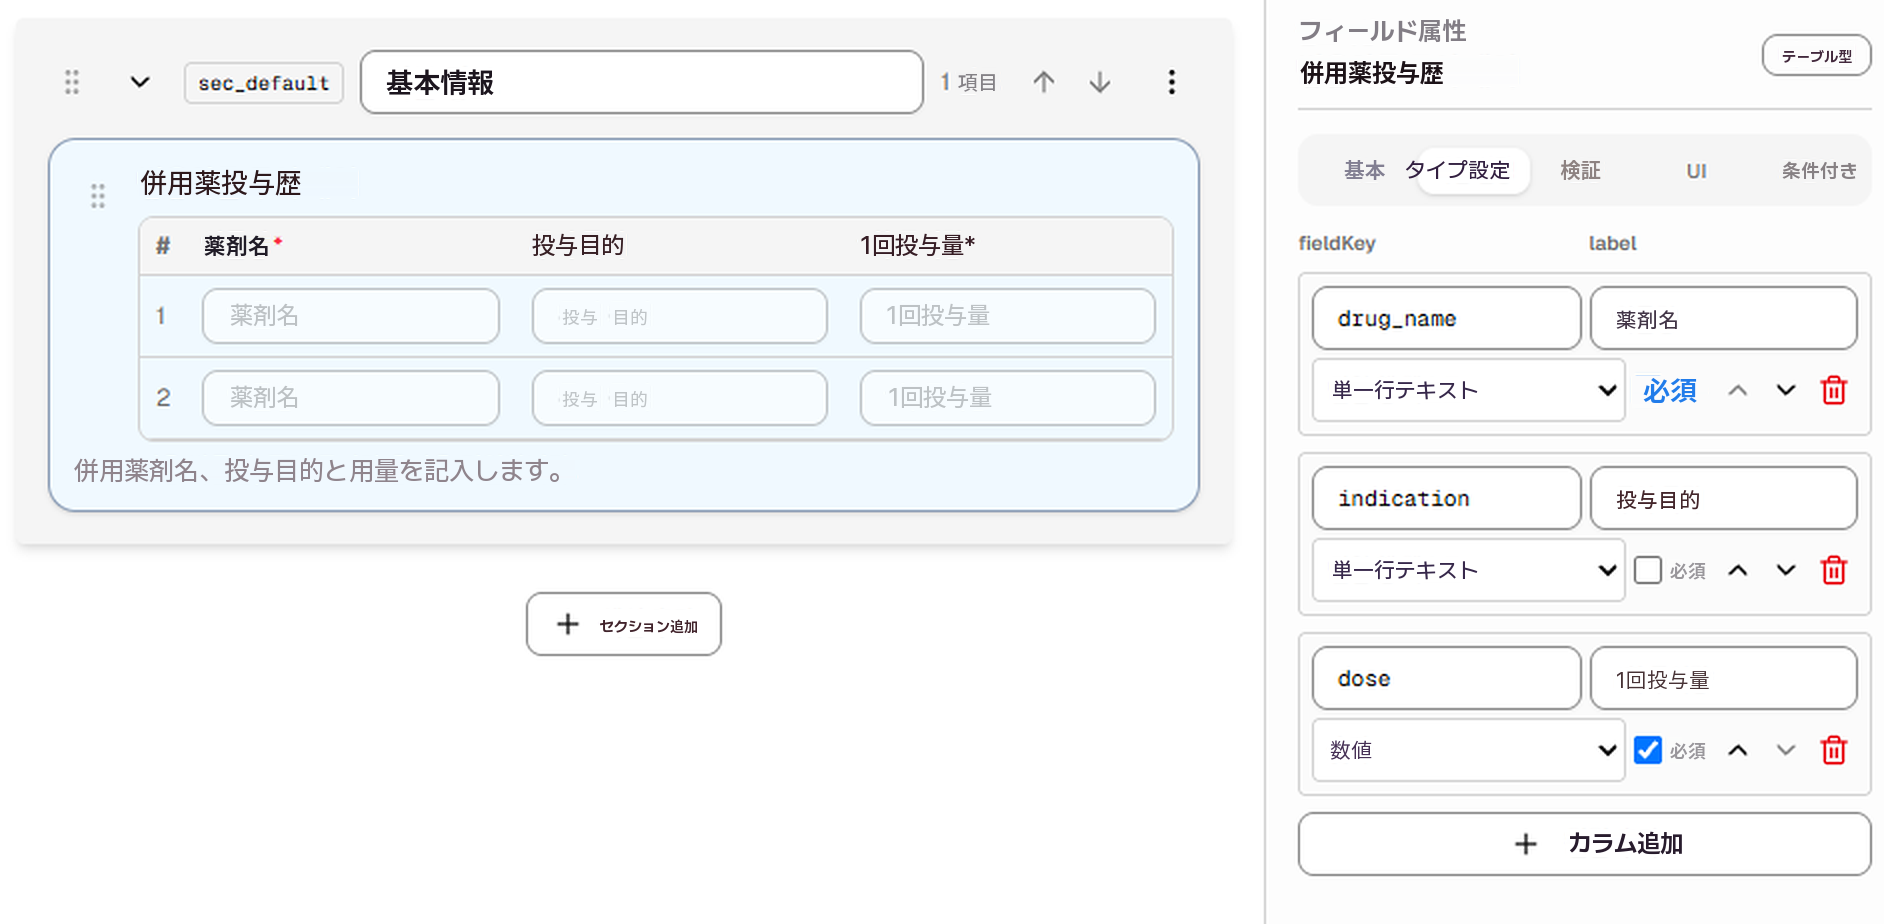 sec_default 基本情報 1 項目
併用薬投与歴
# 薬剤名* 投与目的 1回投与量*
1 薬剤名 投与 目的 1回投与量
2 薬剤名 投与 目的 1回投与量
併用薬剤名、投与目的と用量を記入します。
+ セクション追加
フィールド属性
併用薬投与歴
テーブル型
基本 タイプ設定 検証 UI 条件付き
fieldKey label
drug_name 薬剤名
単一行テキスト 必須
indication 投与目的
単一行テキスト 必須
dose 1回投与量
数値 必須
+ カラム追加